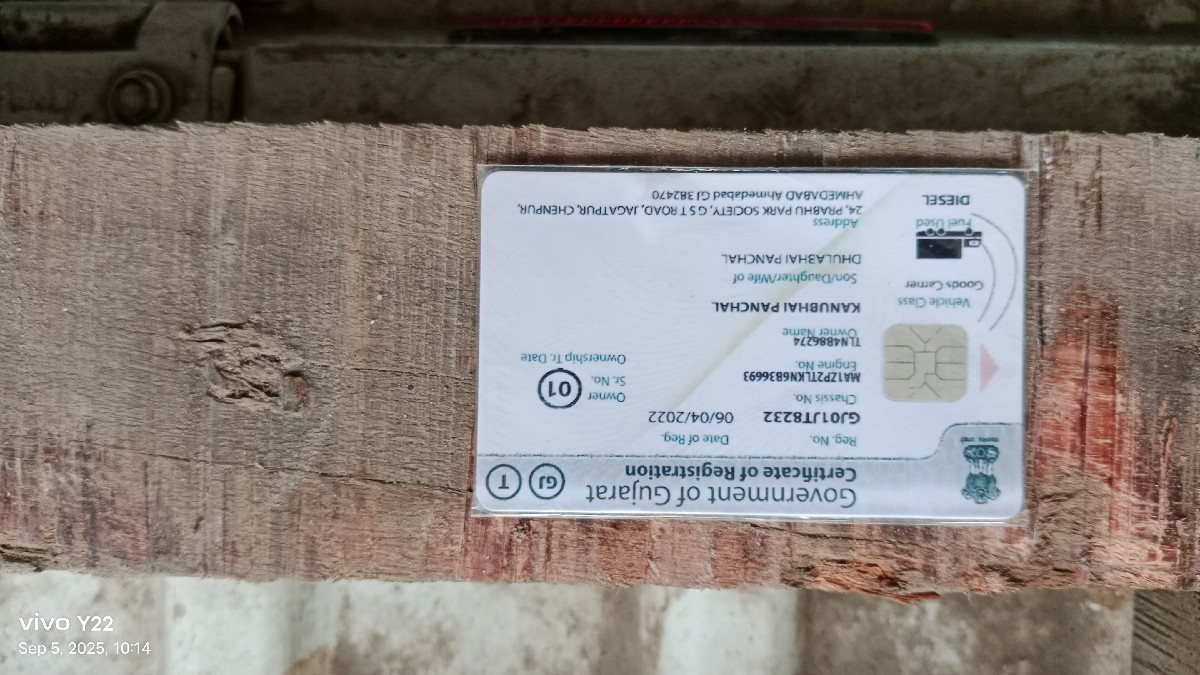 Government of Gujarat
Certificate of Registration
GJ
T
Reg. No.
Date of Reg.
GJ01JT8232
06/04/2022
Chassis No.
MA1ZP2TLKN6B36693
Owner
Sr. No.
01
Engine No.
TLN4B86274
Ownership Tr. Date
Owner Name
KANUBHAI PANCHAL
Son/Daughter/Wife of
DHULABHAI PANCHAL
Address
24, PRABHU PARK SOCIETY, G S T ROAD, JAGATPUR, CHENPUR,
AHMEDABAD Ahmedabad GJ 382470
Vehicle Class
Goods Carrier
Fuel Used
DIESEL
vivo Y22
Sep 5, 2025, 10:14